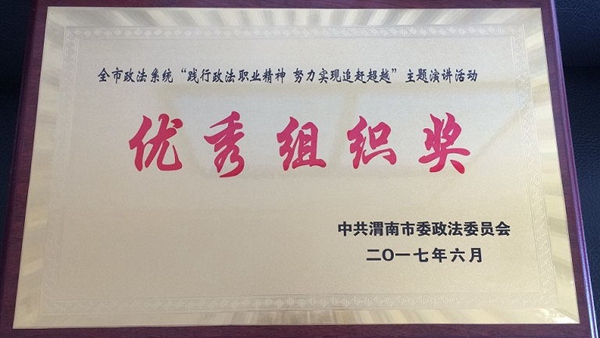 全市政法系统“践行政法职业精神 努力实现追赶超越”主题演讲活动
优秀组织奖
中共渭南市委政法委员会
二〇一七年六月